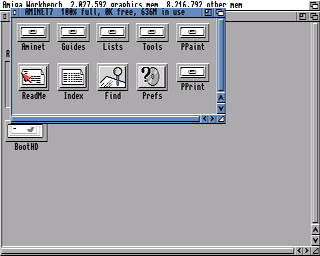 Amiga Workbench 2,027,592 graphics mem 8,216,792 other mem
AMINET7 100% full, 0K free, 636M in use
Aminet Guides Lists Tools PPaint
R
ReadMe Index Find Prefs PPrint
BootHD